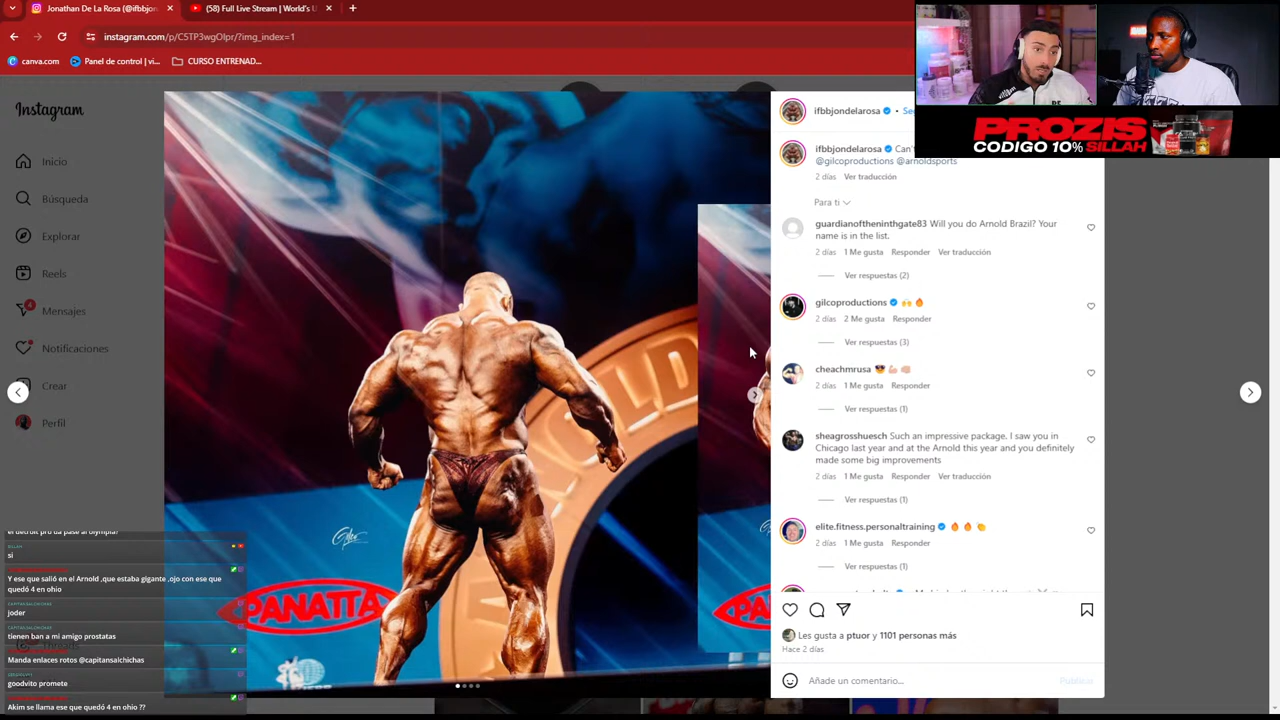 Jonathan De La Rosa (@ifbbjon
(58) Full Live Stream | World's U
instagram.com/p/C5TP3wgOlpr/?img_index=1
canva.com
Panel de control | vi...
CURSO ENTRENAD...
Instagram
Inicio
Búsqueda
Explorar
Reels
4
Mensajes
Notificaciones
Crear
Perfil
Threads
PANATTA
ifbbjondelarosa
•
PROZIS
CODIGO 10% SILLAH
ifbbjondelarosa
@gilcoproductions @arnoldsports
2 días Ver traducción
Para ti
guardianoftheninthgate83 Will you do Arnold Brazil? Your
name is in the list.
2 días 1 Me gusta Responder Ver traducción
Ver respuestas (2)
gilcoproductions
2 días 2 Me gusta Responder
Ver respuestas (3)
cheachmrusa
2 días 1 Me gusta Responder
Ver respuestas (1)
sheagrosshuesch Such an impressive package. I saw you in
Chicago last year and at the Arnold this year and you definitely
made some big improvements
2 días 1 Me gusta Responder Ver traducción
Ver respuestas (1)
elite.fitness.personaltraining
2 días 1 Me gusta Responder
Ver respuestas (1)
Les gusta a ptuor y 1101 personas más
Hace 2 días
Añade un comentario...
Publicar
si
Y ese que salió en el Arnold ,que estaba gigante ,ojo con ese que
quedó 4 en ohio
joder
tienen ban a mi amigo prostatas
Manda enlaces rotos @capitansalchichas
goodvito promete
Akim se llama ese que quedó 4 en ohio ??